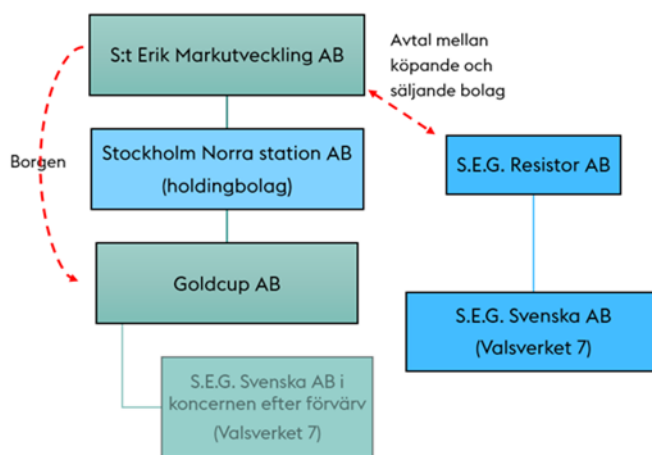 S:t Erik Markutveckling AB
Avtal mellan
köpande och
säljande bolag
Borgen
Stockholm Norra station AB
(holdingbolag)
S.E.G. Resistor AB
Goldcup AB
S.E.G. Svenska AB
(Valsverket 7)
S.E.G. Svenska AB i
koncernen efter förvärv
(Valsverket 7)